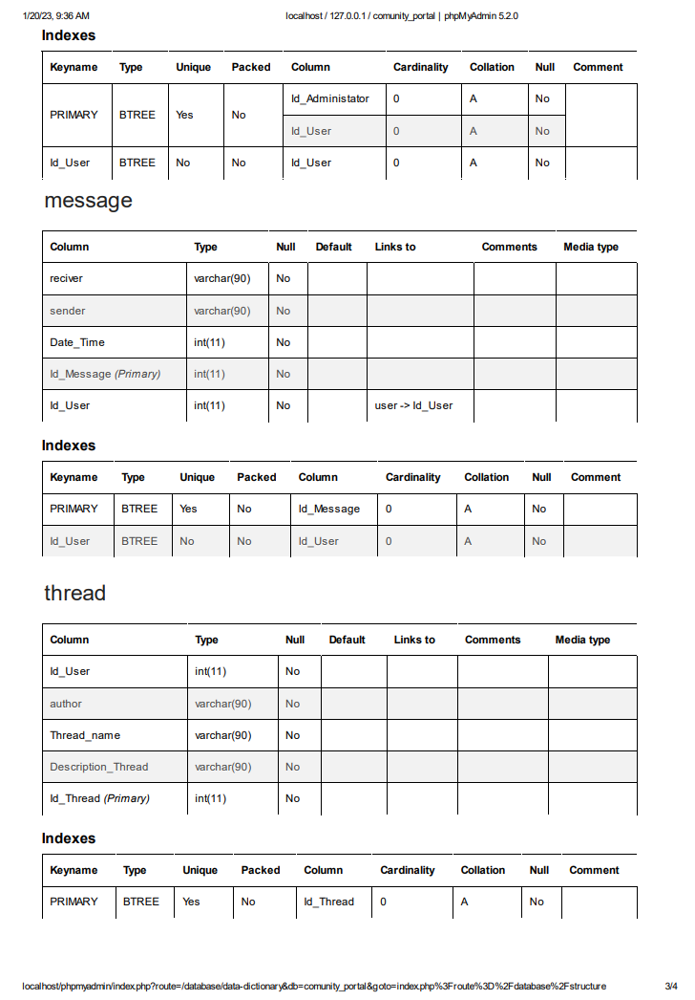 1/20/23, 9:36 AM localhost / 127.0.0.1 / comunity_portal | phpMyAdmin 5.2.0
Indexes
Keyname Type Unique Packed Column Cardinality Collation Null Comment
PRIMARY BTREE Yes No Id_Administator 0 A No
Id_User 0 A No
Id_User BTREE No No Id_User 0 A No
message
Column Type Null Default Links to Comments Media type
reciver varchar(90) No
sender varchar(90) No
Date_Time int(11) No
Id_Message (Primary) int(11) No
Id_User int(11) No user -> Id_User
Indexes
Keyname Type Unique Packed Column Cardinality Collation Null Comment
PRIMARY BTREE Yes No Id_Message 0 A No
Id_User BTREE No No Id_User 0 A No
thread
Column Type Null Default Links to Comments Media type
Id_User int(11) No
author varchar(90) No
Thread_name varchar(90) No
Description_Thread varchar(90) No
Id_Thread (Primary) int(11) No
Indexes
Keyname Type Unique Packed Column Cardinality Collation Null Comment
PRIMARY BTREE Yes No Id_Thread 0 A No
localhost/phpmyadmin/index.php?route=/database/data-dictionary&db=comunity_portal&goto=index.php%3Froute%3D%2Fdatabase%2Fstructure 3/4